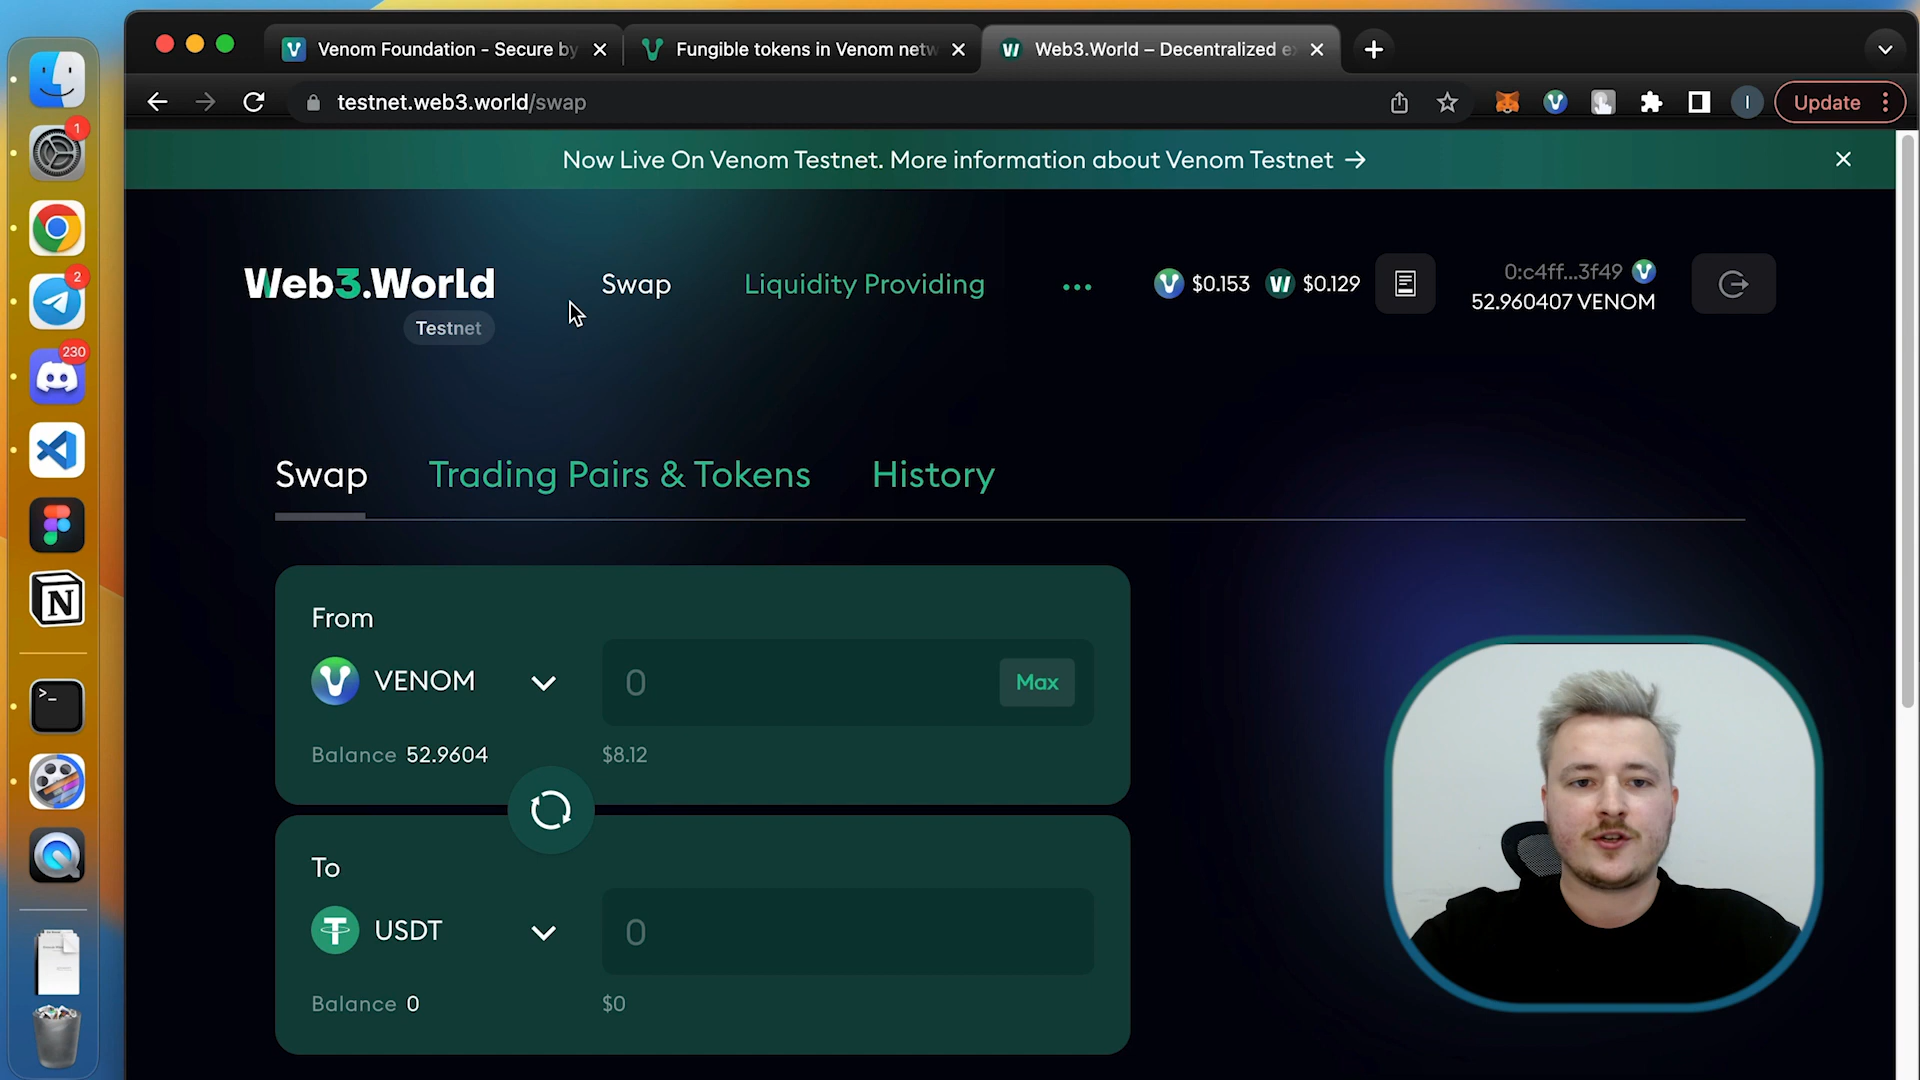 Venom Foundation - Secure by
Fungible tokens in Venom netw
Web3.World – Decentralized e
testnet.web3.world/swap
I
Update
Now Live On Venom Testnet. More information about Venom Testnet →
Web3.World
Testnet
Swap
Liquidity Providing
$0.153
$0.129
0:c4ff...3f49
52.960407 VENOM
Swap
Trading Pairs & Tokens
History
From
VENOM
0
Max
Balance 52.9604
$8.12
To
USDT
0
Balance 0
$0
1
2
230